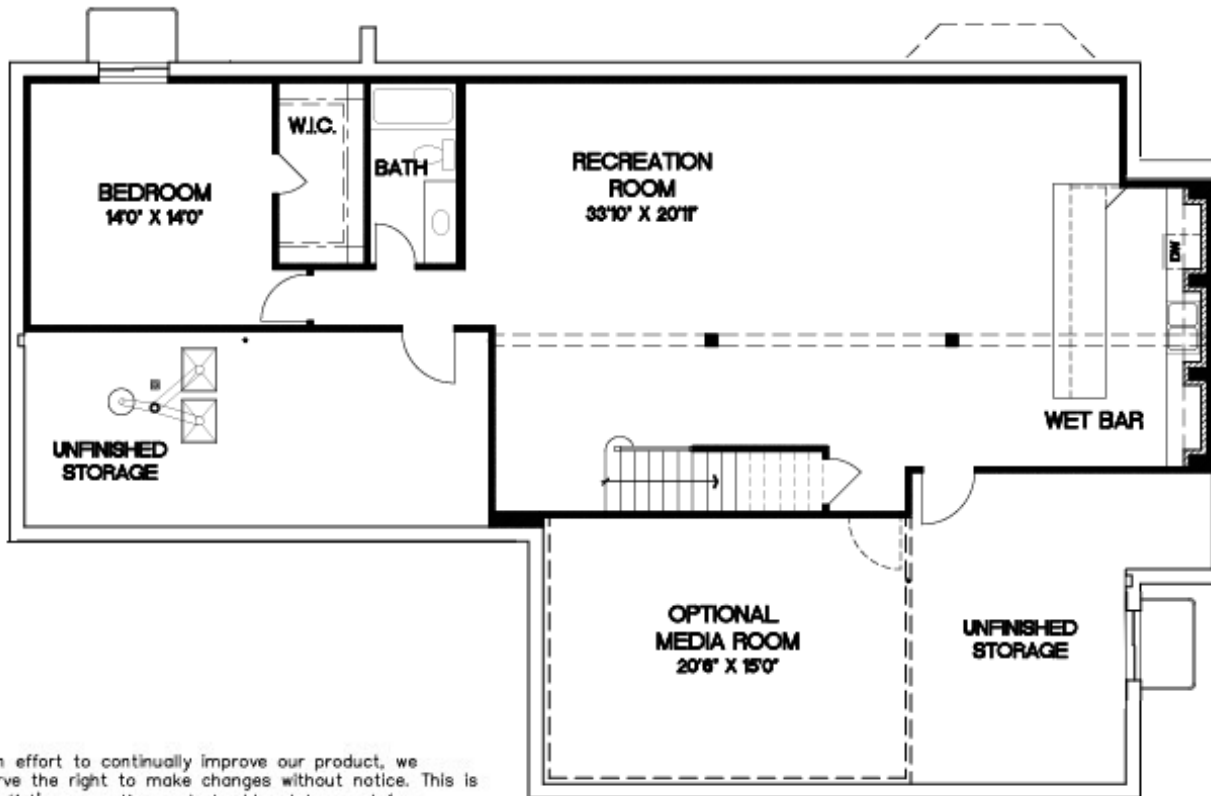 W.I.C.
BATH
BEDROOM
14'0" X 14'0"
RECREATION
ROOM
33'10" X 20'11"
DW
WET BAR
UNFINISHED
STORAGE
OPTIONAL
MEDIA ROOM
20'6" X 15'0"
UNFINISHED
STORAGE
effort to continually improve our product, we
the right to make changes without notice. This is